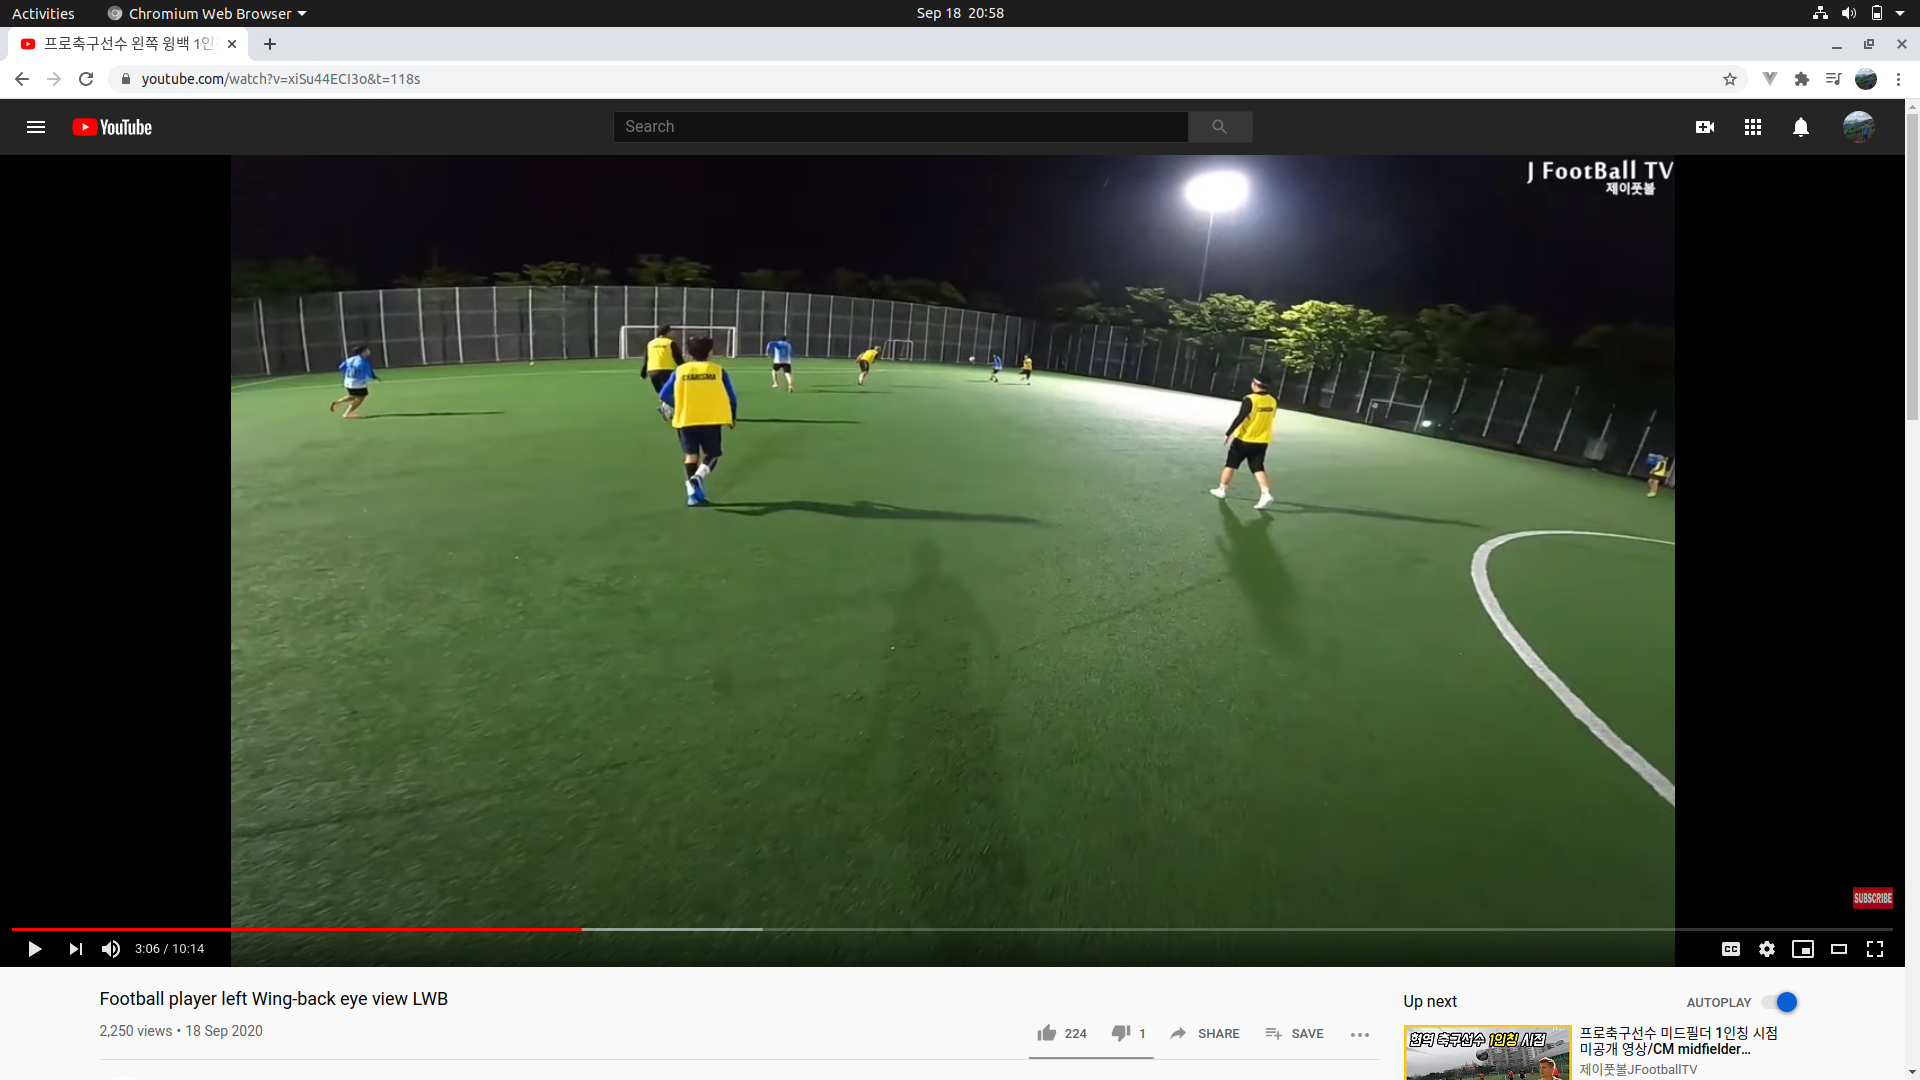 Activities
Chromium Web Browser
Sep 18 20:58
프로축구선수 왼쪽 윙백 1인
youtube.com/watch?v=xiSu44ECI3o&t=118s
YouTube
Search
J FootBall TV
제이풋볼
CHARISMA
SUBSCRIBE
3:06 / 10:14
CC
Football player left Wing-back eye view LWB
2,250 views • 18 Sep 2020
224
1
SHARE
SAVE
Up next
AUTOPLAY
현역 축구선수 1인칭 시점
프로축구선수 미드필더 1인칭 시점
미공개 영상/CM midfielder...
제이풋볼JFootballTV